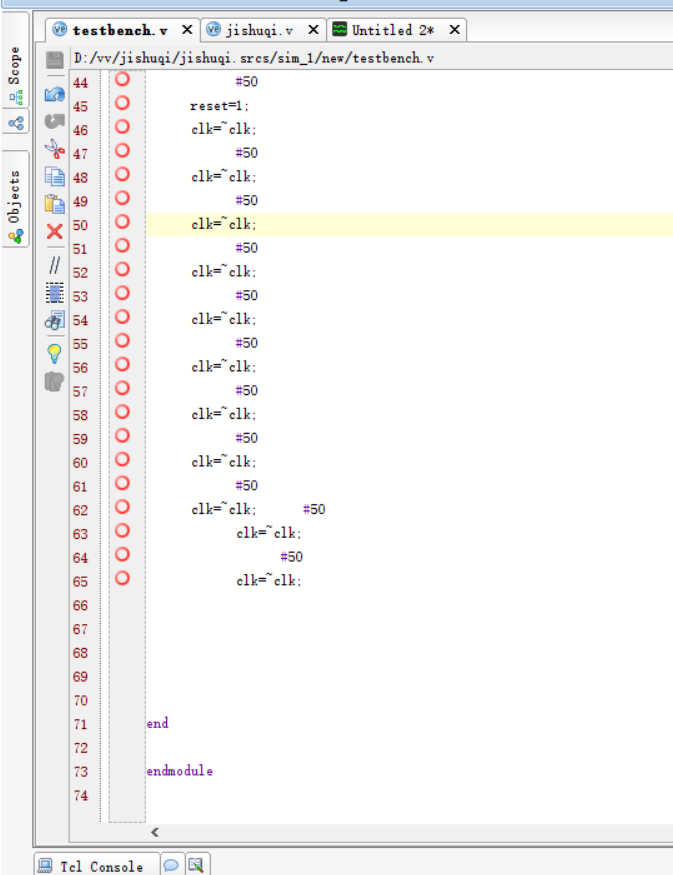 testbench.v × jishuqi.v × Untitled 2* ×
D:/vv/jishuqi/jishuqi.srcs/sim_1/new/testbench.v
Scope
Objects
44 #50
45 reset=1;
46 clk=~clk;
47 #50
48 clk=~clk;
49 #50
50 clk=~clk;
51 #50
52 clk=~clk;
53 #50
54 clk=~clk;
55 #50
56 clk=~clk;
57 #50
58 clk=~clk;
59 #50
60 clk=~clk;
61 #50
62 clk=~clk; #50
63 clk=~clk;
64 #50
65 clk=~clk;
66
67
68
69
70
71 end
72
73 endmodule
74
Tcl Console